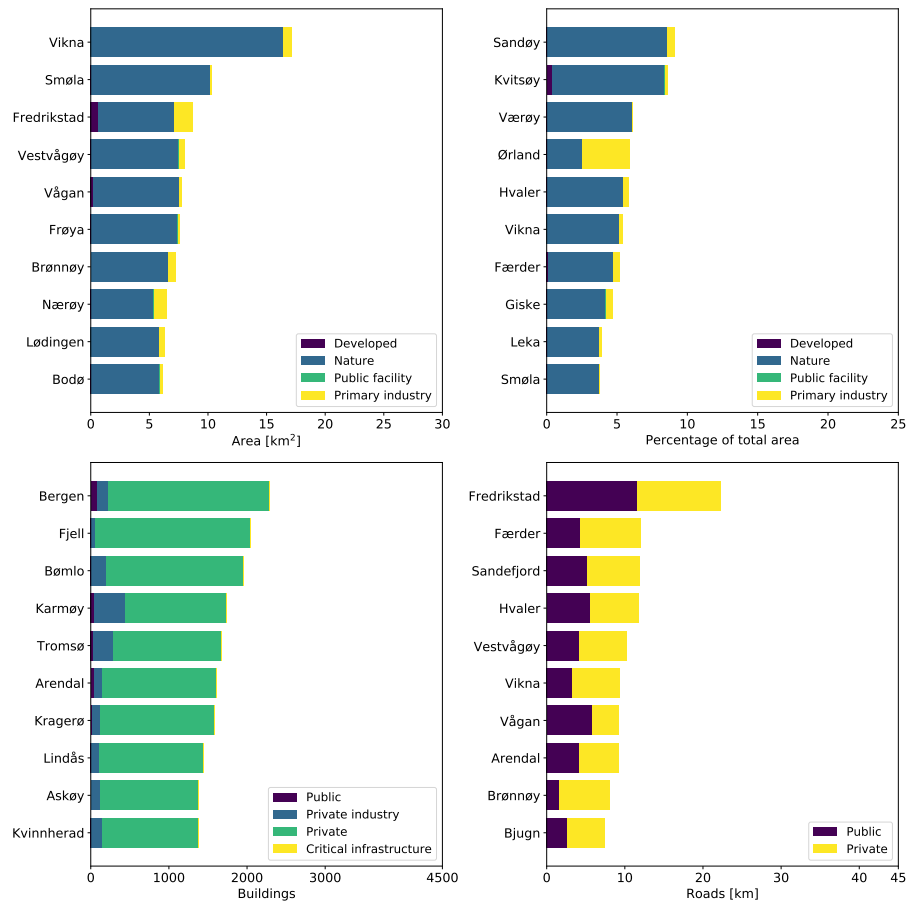 Vikna
Smøla
Fredrikstad
Vestvågøy
Vågan
Frøya
Brønnøy
Nærøy
Lødingen
Bodø
Developed
Nature
Public facility
Primary industry
0 5 10 15 20 25 30
Area [km²]
Sandøy
Kvitsøy
Værøy
Ørland
Hvaler
Vikna
Færder
Giske
Leka
Smøla
Developed
Nature
Public facility
Primary industry
0 5 10 15 20 25
Percentage of total area
Bergen
Fjell
Bømlo
Karmøy
Tromsø
Arendal
Kragerø
Lindås
Askøy
Kvinnherad
Public
Private industry
Private
Critical infrastructure
0 1000 2000 3000 4500
Buildings
Fredrikstad
Færder
Sandefjord
Hvaler
Vestvågøy
Vikna
Vågan
Arendal
Brønnøy
Bjugn
Public
Private
0 10 20 30 40 45
Roads [km]